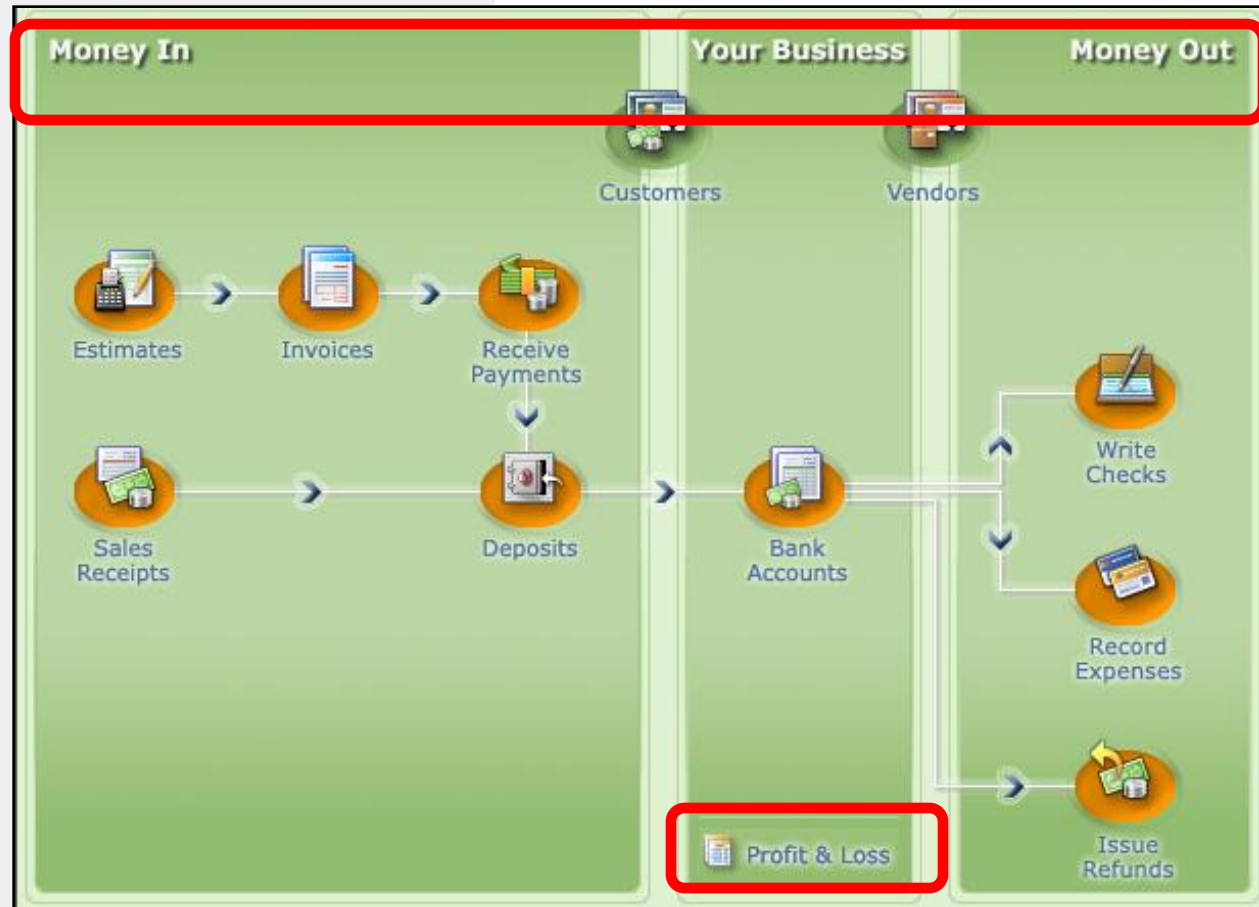 Money In
Your Business
Money Out
Customers
Vendors
Estimates
Invoices
Receive
Payments
Write
Checks
Sales
Receipts
Deposits
Bank
Accounts
Record
Expenses
Issue
Refunds
Profit & Loss